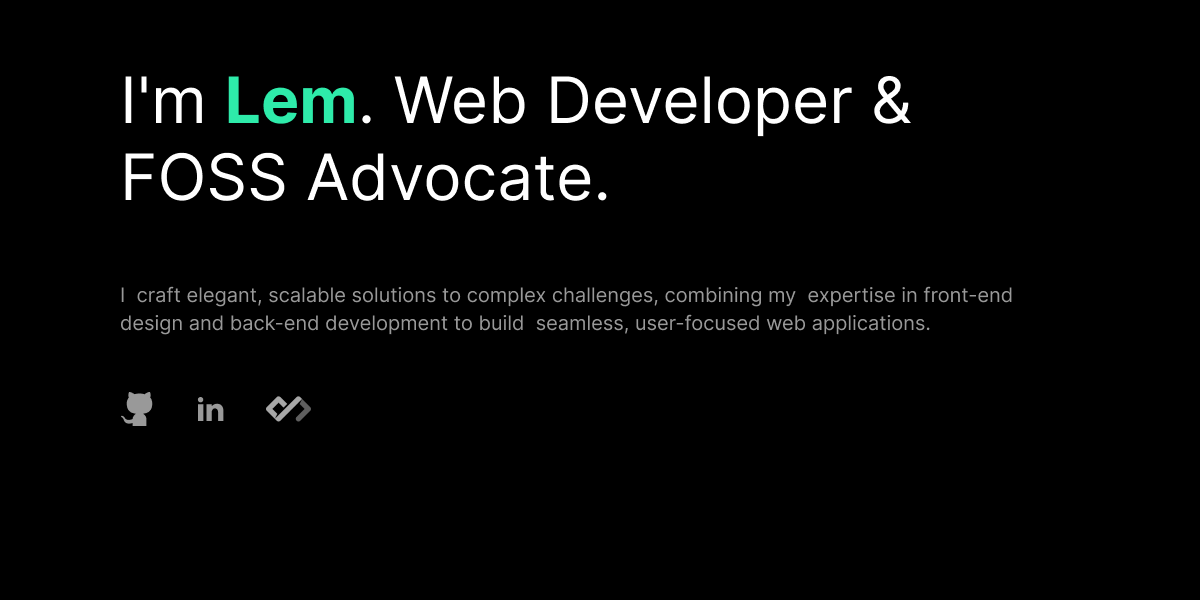 I'm Lem. Web Developer &
FOSS Advocate.
I  craft elegant, scalable solutions to complex challenges, combining my  expertise in front-end
design and back-end development to build  seamless, user-focused web applications.
in